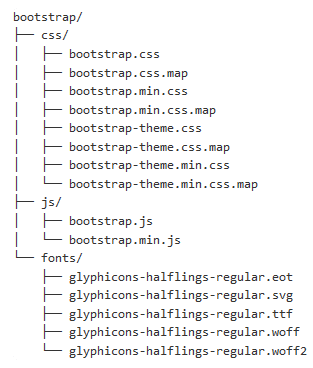 bootstrap/
├── css/
│   ├── bootstrap.css
│   ├── bootstrap.css.map
│   ├── bootstrap.min.css
│   ├── bootstrap.min.css.map
│   ├── bootstrap-theme.css
│   ├── bootstrap-theme.css.map
│   ├── bootstrap-theme.min.css
│   └── bootstrap-theme.min.css.map
├── js/
│   ├── bootstrap.js
│   └── bootstrap.min.js
└── fonts/
    ├── glyphicons-halflings-regular.eot
    ├── glyphicons-halflings-regular.svg
    ├── glyphicons-halflings-regular.ttf
    ├── glyphicons-halflings-regular.woff
    └── glyphicons-halflings-regular.woff2